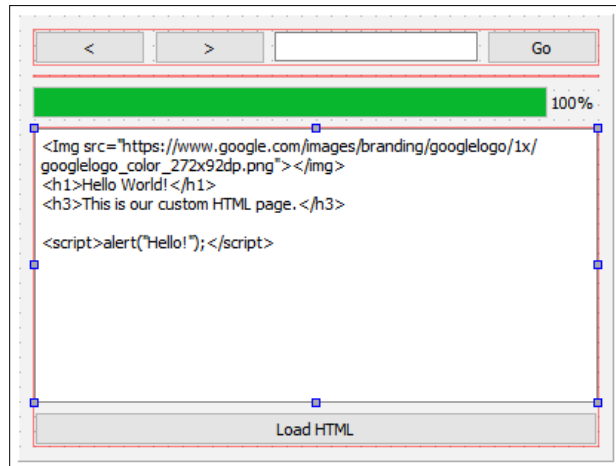 < > Go
100%
<Img src="https://www.google.com/images/branding/googlelogo/1x/
googlelogo_color_272x92dp.png"></img>
<h1>Hello World!</h1>
<h3>This is our custom HTML page.</h3>
<script>alert("Hello!");</script>
Load HTML